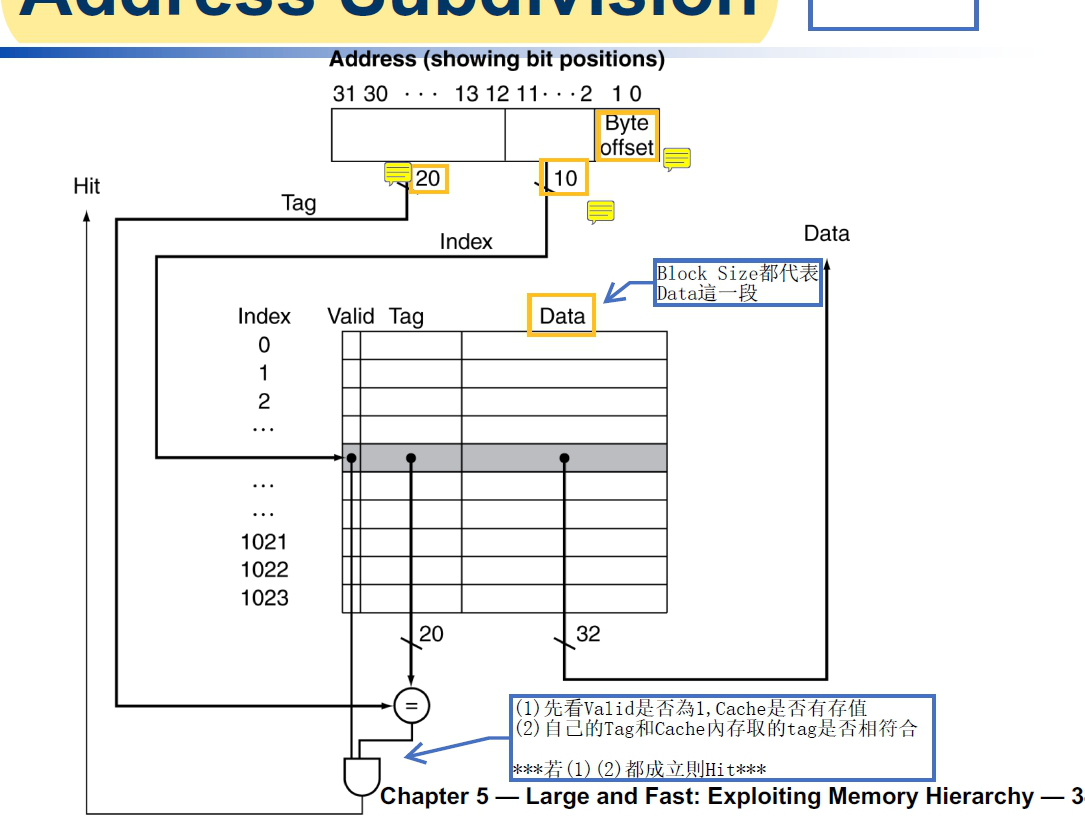 Address Subdivision
Address (showing bit positions)
31 30 ··· 13 12 11···2 1 0
Byte
offset
20
10
Hit
Tag
Index
Data
Block Size都代表
Data這一段
Index
Valid
Tag
Data
0
1
2
...
...
...
1021
1022
1023
20
32
=
(1)先看Valid是否為1,Cache是否有存值
(2)自己的Tag和Cache內存取的tag是否相符合
***若(1)(2)都成立則Hit***
Chapter 5 — Large and Fast: Exploiting Memory Hierarchy — 3